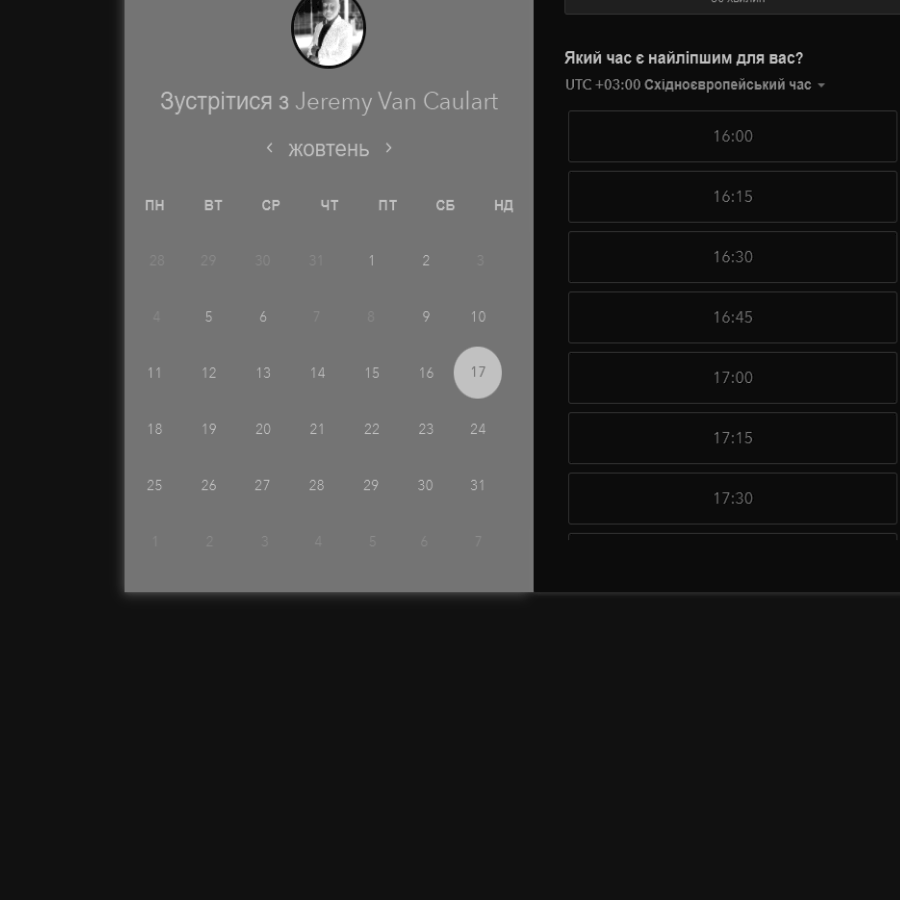 Зустрітися з Jeremy Van Caulart
жовтень
ПН ВТ СР ЧТ ПТ СБ НД
28 29 30 31 1 2 3
4 5 6 7 8 9 10
11 12 13 14 15 16 17
18 19 20 21 22 23 24
25 26 27 28 29 30 31
1 2 3 4 5 6 7
Який час є найліпшим для вас?
UTC +03:00 Східноєвропейський час
16:00
16:15
16:30
16:45
17:00
17:15
17:30